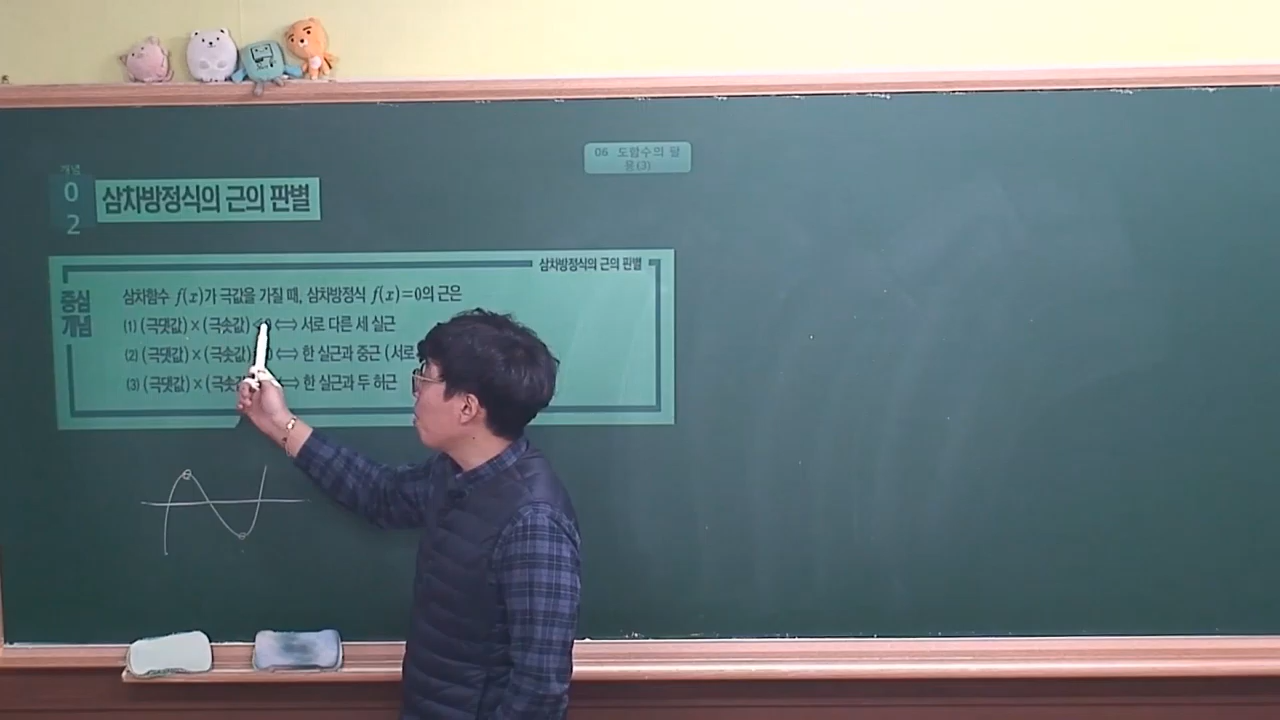 06 도함수의 활
용(3)
개념
0
2
삼차방정식의 근의 판별
삼차방정식의 근의 판별
중심
개념
삼차함수 f(x)가 극값을 가질 때, 삼차방정식 f(x)=0의 근은
(1) (극댓값)×(극솟값)<0 ⟺ 서로 다른 세 실근
(2) (극댓값)×(극솟값) 0 ⟺ 한 실근과 중근 (서로
(3) (극댓값)×(극솟값) ⟺ 한 실근과 두 허근